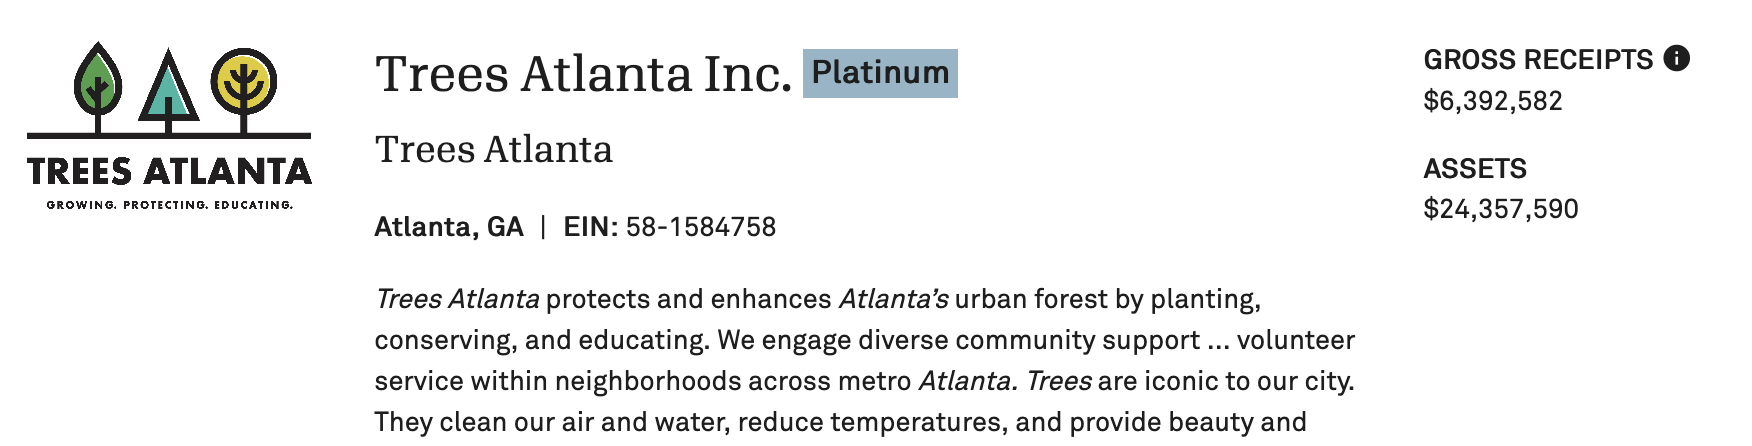 TREES ATLANTA
GROWING. PROTECTING. EDUCATING.
Trees Atlanta Inc. Platinum
Trees Atlanta
Atlanta, GA | EIN: 58-1584758
Trees Atlanta protects and enhances Atlanta’s urban forest by planting,
conserving, and educating. We engage diverse community support ... volunteer
service within neighborhoods across metro Atlanta. Trees are iconic to our city.
They clean our air and water, reduce temperatures, and provide beauty and
GROSS RECEIPTS i
$6,392,582
ASSETS
$24,357,590